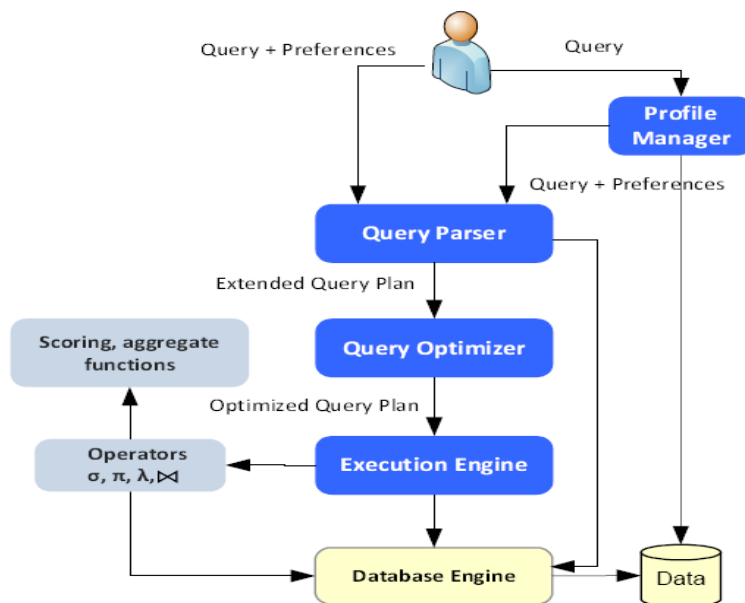 Query + Preferences
Query
Profile
Manager
Query + Preferences
Query Parser
Extended Query Plan
Scoring, aggregate
functions
Query Optimizer
Optimized Query Plan
Operators
σ, π, λ,⋈
Execution Engine
Database Engine
Data